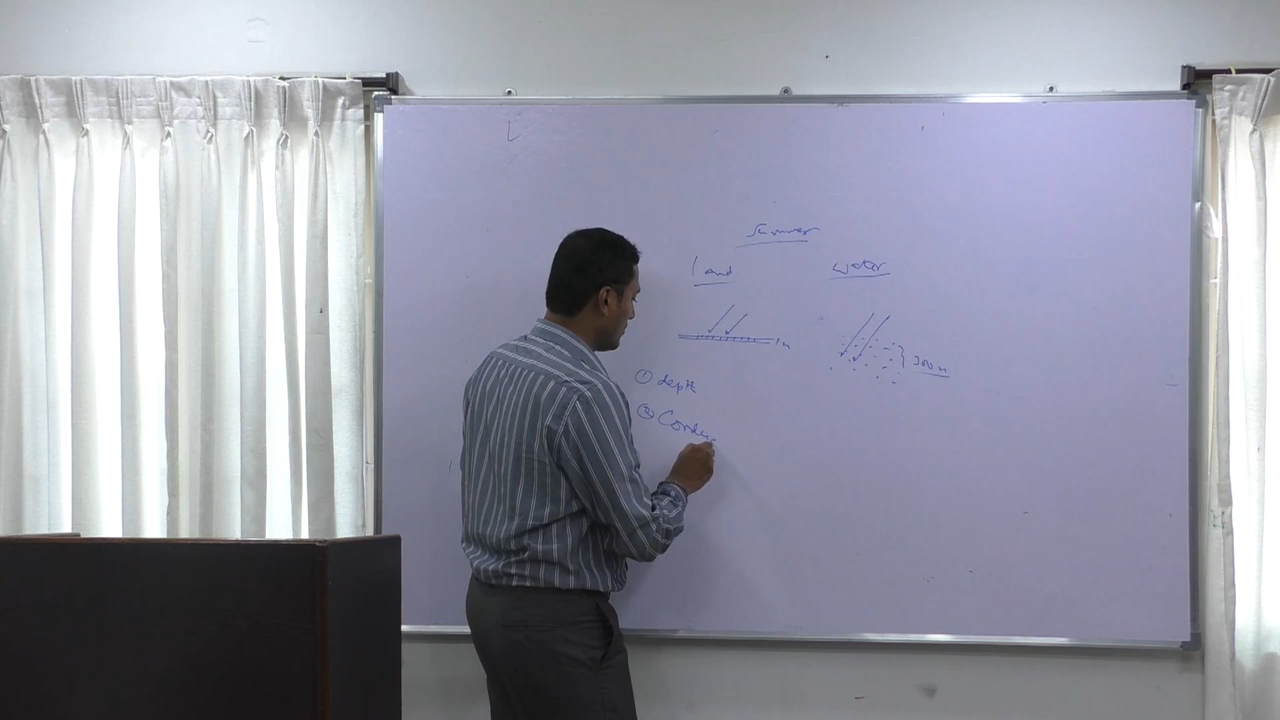 Summer
land water
1m
300m
① depth
② Condu